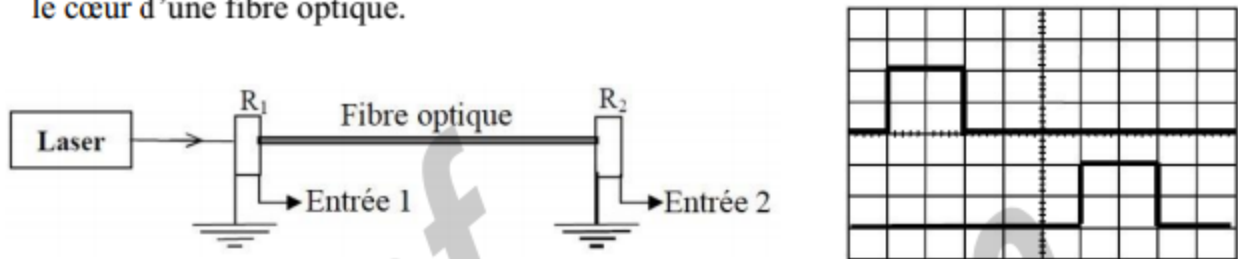 le cœur d'une fibre optique.
R₁
Fibre optique
R₂
Laser
Entrée 1
Entrée 2